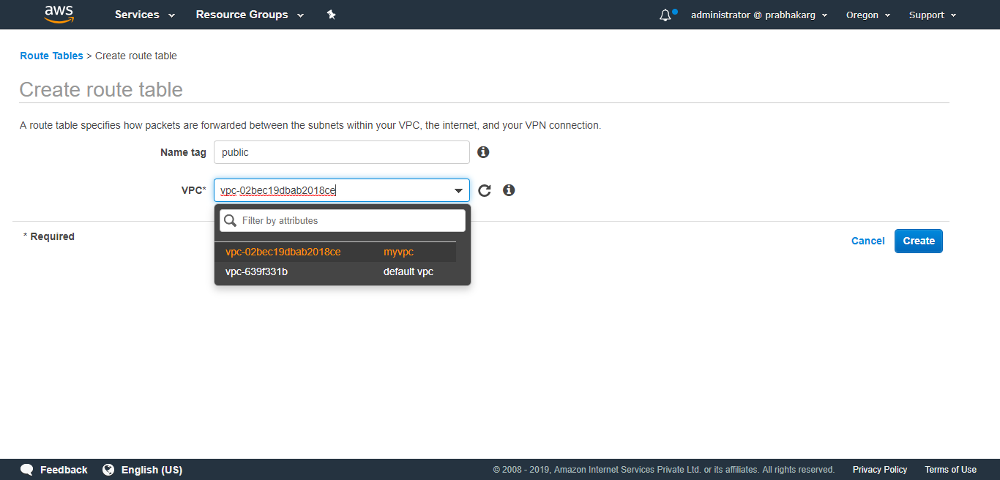 aws Services Resource Groups administrator @ prabhakarg Oregon Support
Route Tables > Create route table
Create route table
A route table specifies how packets are forwarded between the subnets within your VPC, the internet, and your VPN connection.
Name tag public
VPC* vpc-02bec19dbab2018ce
Filter by attributes
* Required
Cancel Create
vpc-02bec19dbab2018ce myvpc
vpc-639f331b default vpc
Feedback English (US) © 2008 - 2019, Amazon Internet Services Private Ltd. or its affiliates. All rights reserved. Privacy Policy Terms of Use